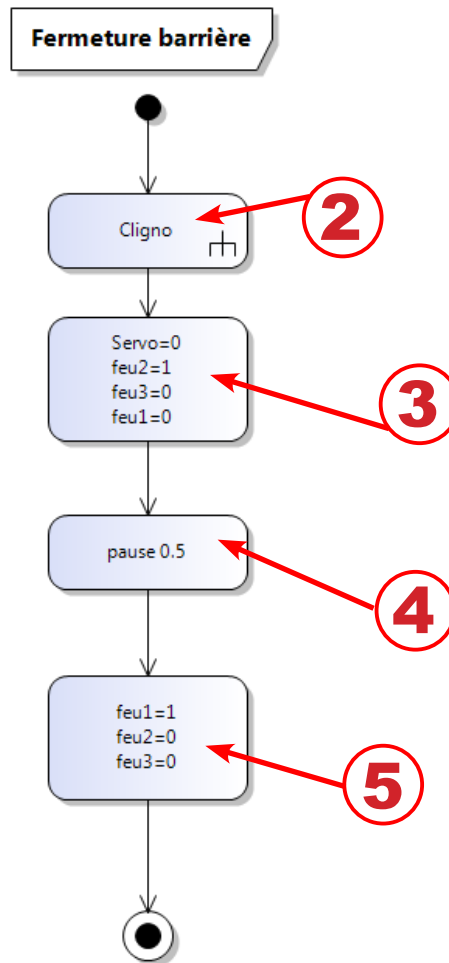 Fermeture barrière
Cligno
2
Servo=0
feu2=1
feu3=0
feu1=0
3
pause 0.5
4
feu1=1
feu2=0
feu3=0
5